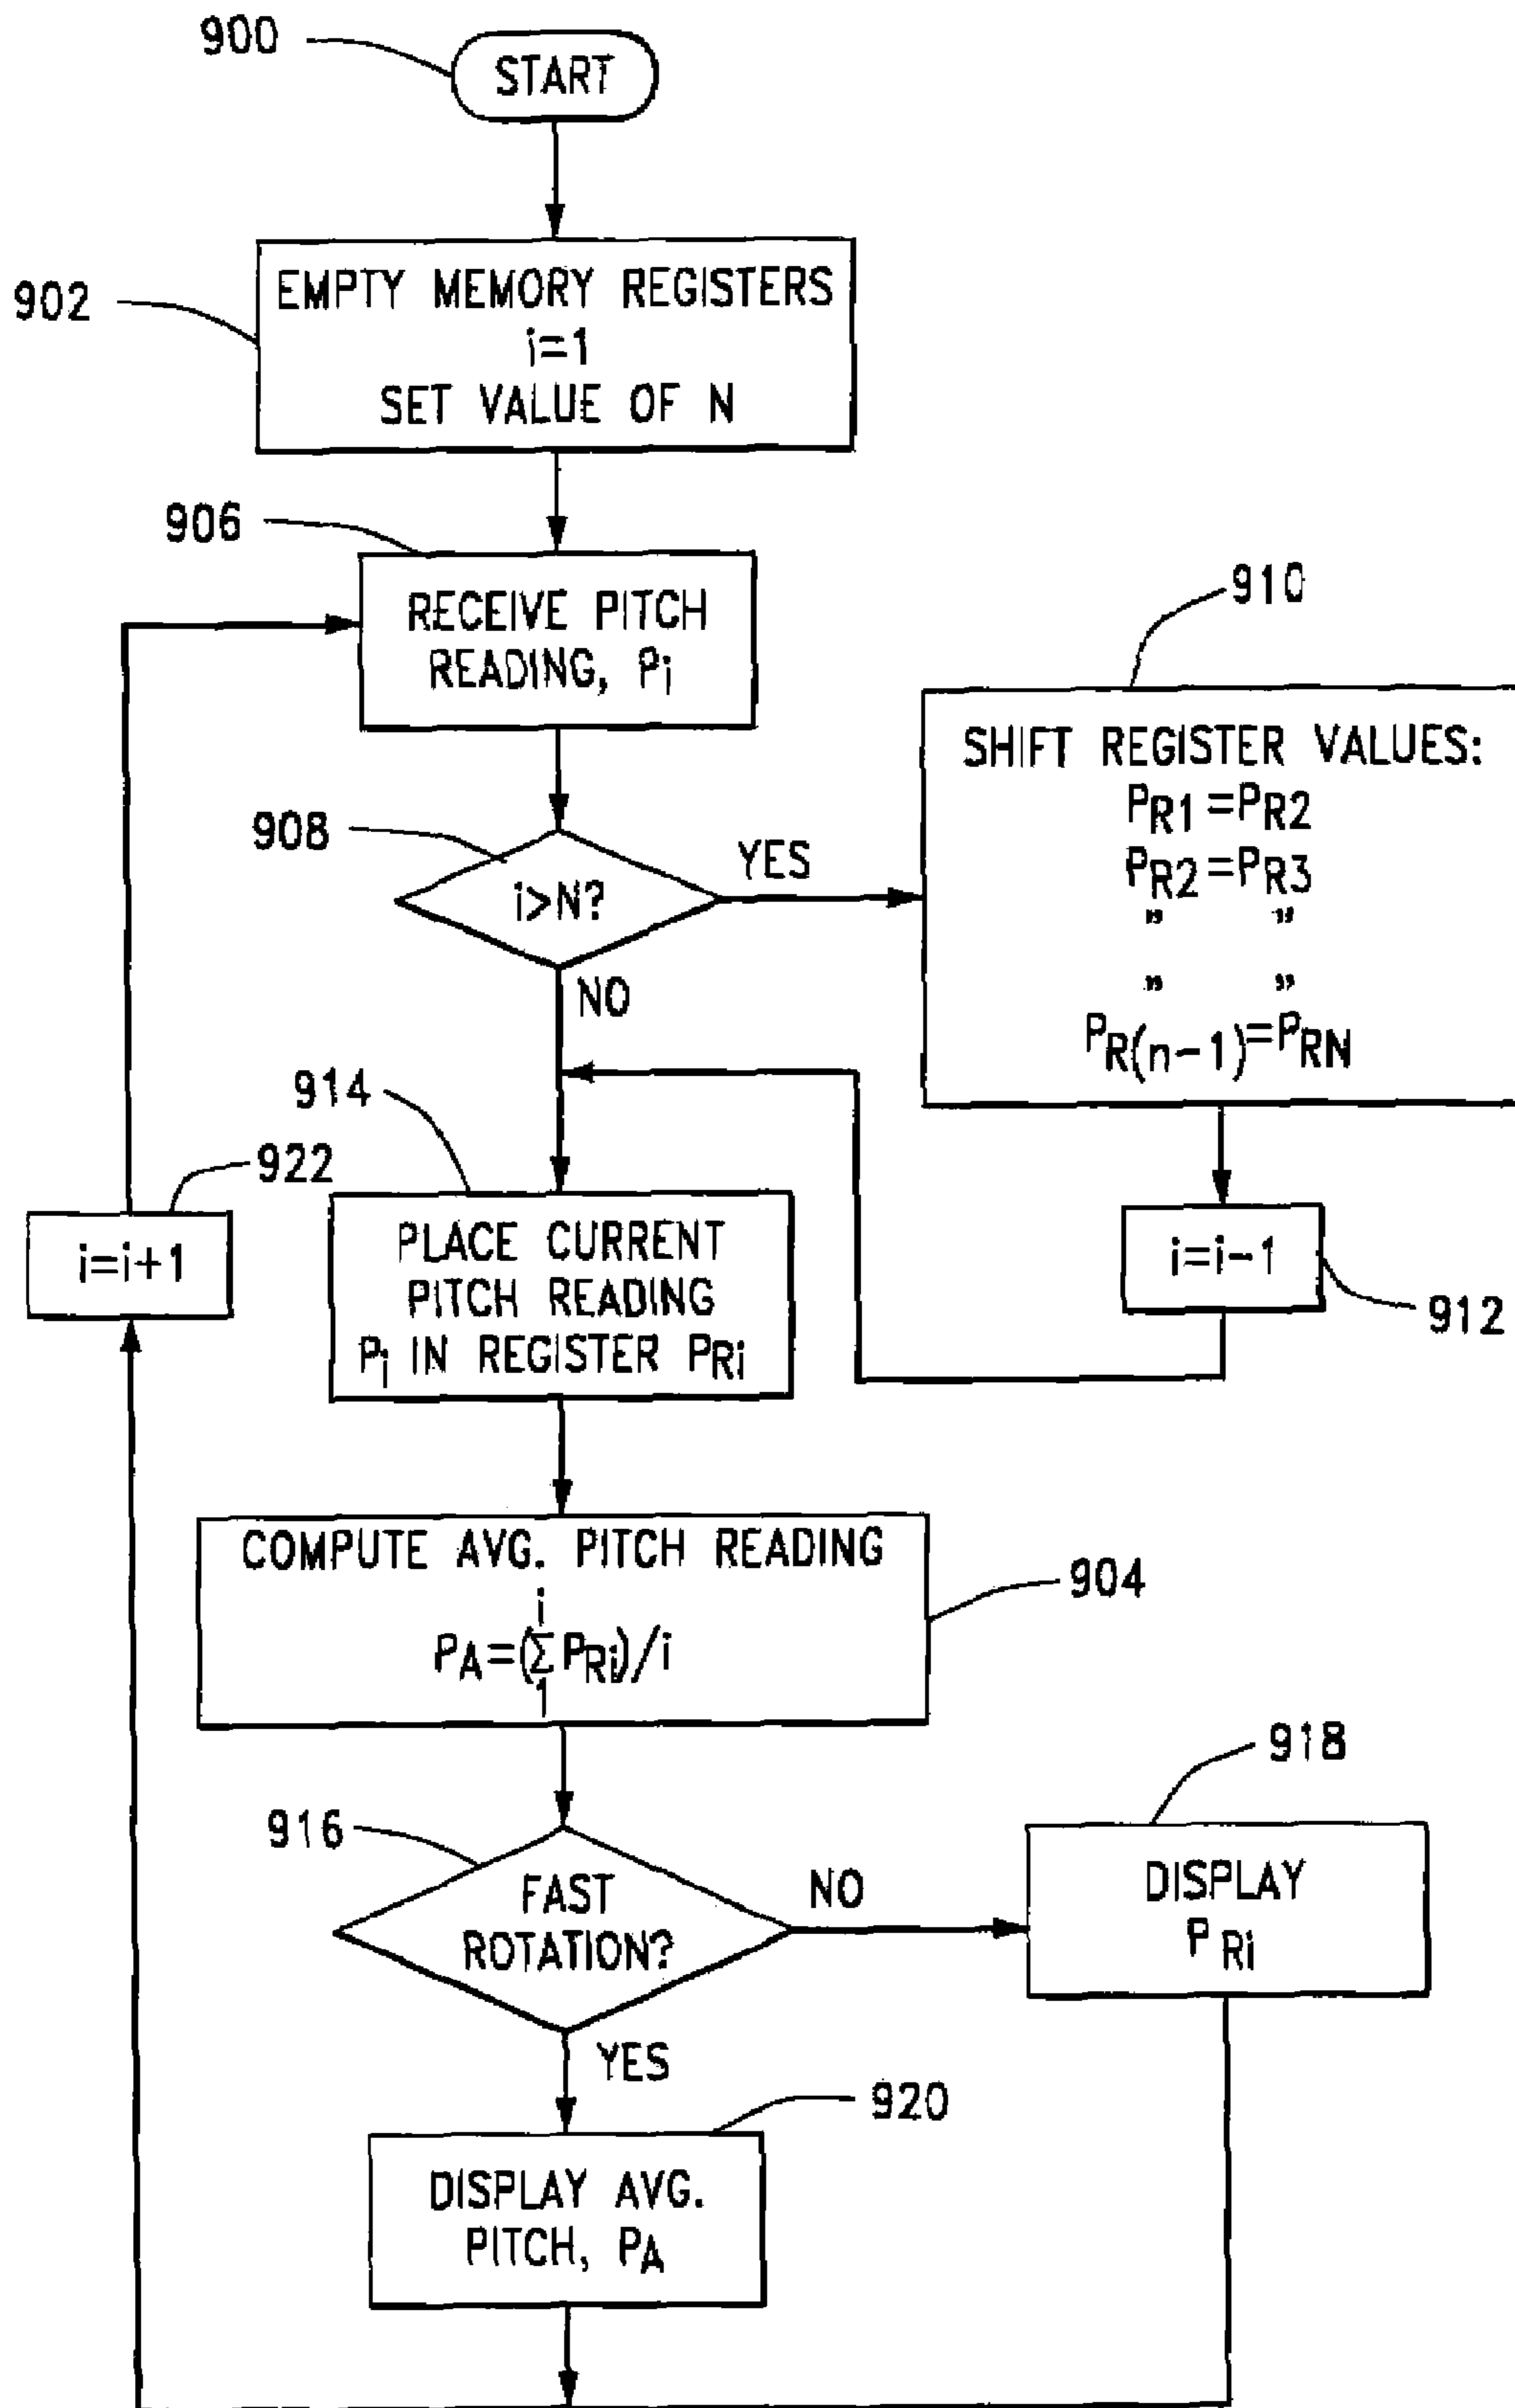 900
START
902
EMPTY MEMORY REGISTERS
i=1
SET VALUE OF N
906
RECEIVE PITCH
READING, Pi
910
SHIFT REGISTER VALUES:
PR1=PR2
PR2=PR3
" "
" "
PR(n-1)=PRN
908
i>N?
YES
NO
914
PLACE CURRENT
PITCH READING
Pi IN REGISTER PRi
922
i=i+1
i=i-1
912
COMPUTE AVG. PITCH READING
i
PA=(ΣPRi)/i
1
904
916
FAST
ROTATION?
NO
YES
918
DISPLAY
PRi
920
DISPLAY AVG.
PITCH, PA